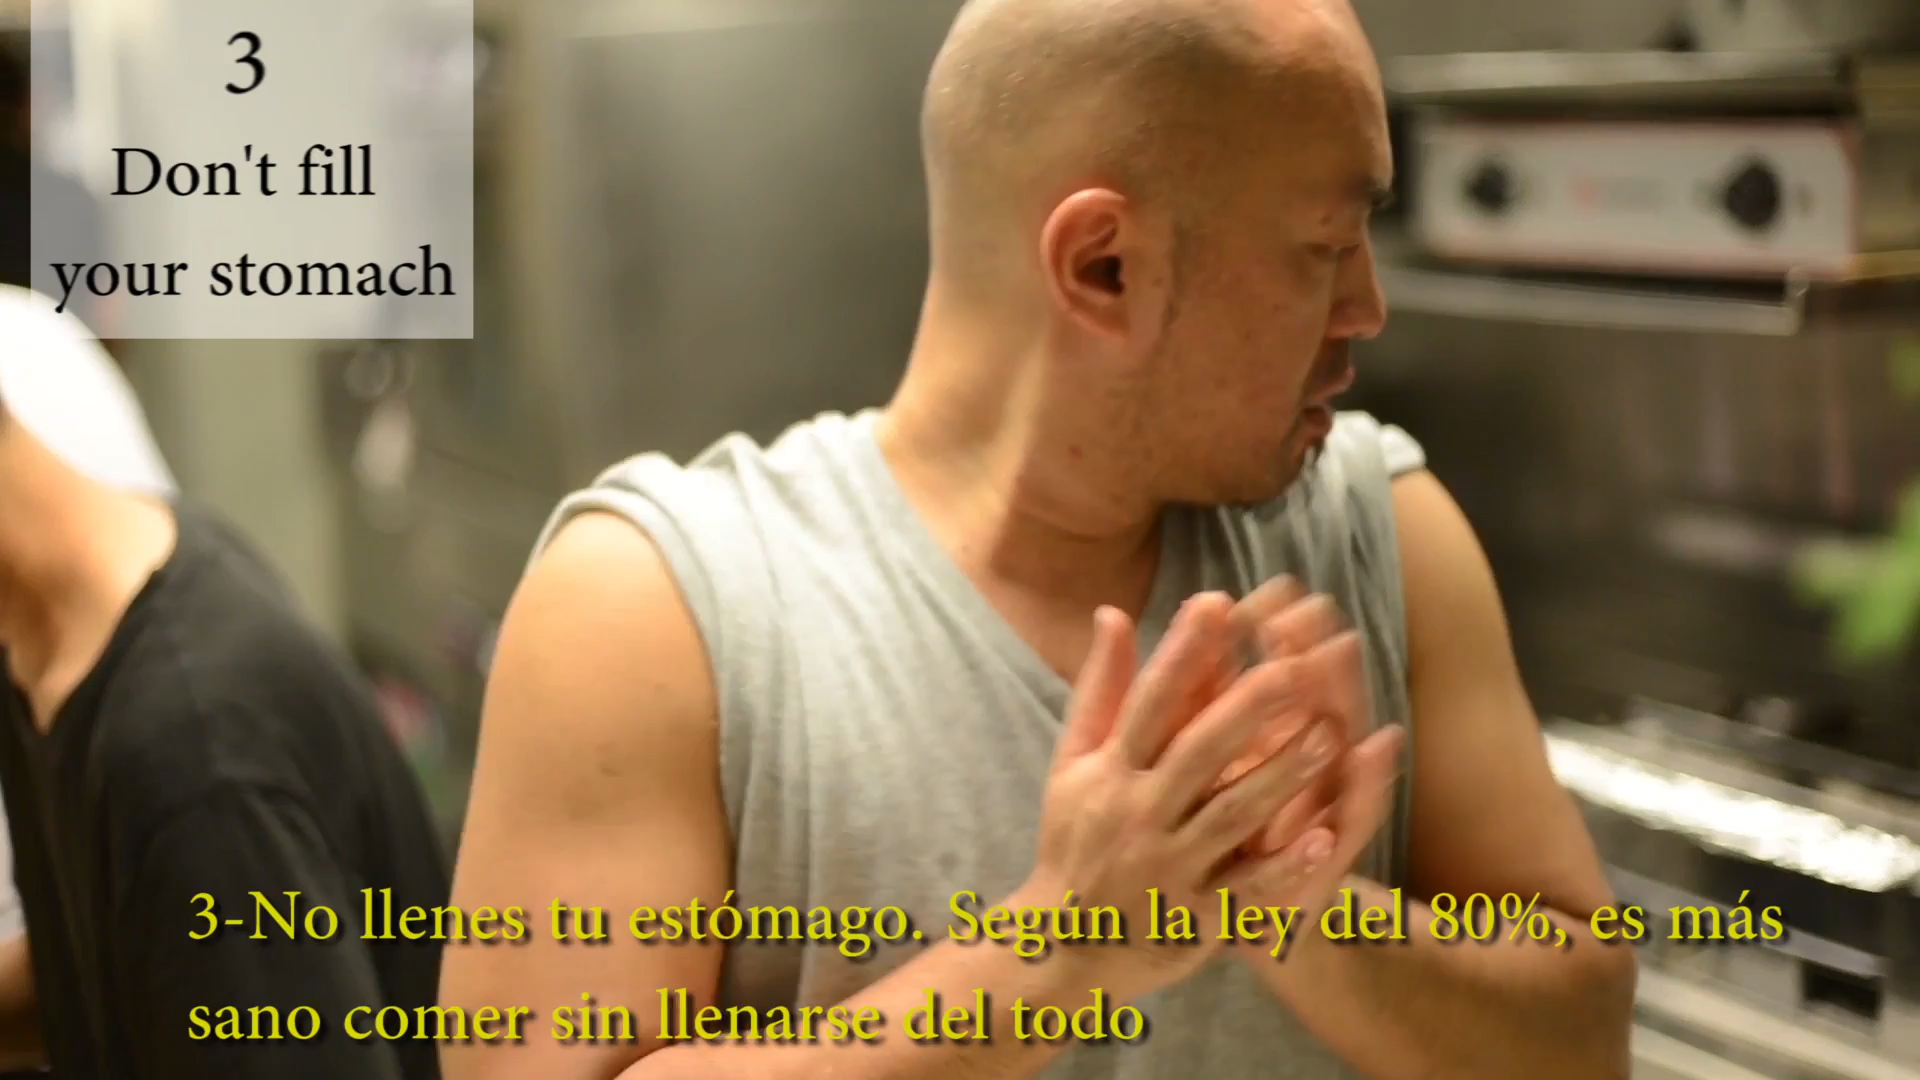 3
Don't fill
your stomach
3-No llenes tu estómago. Según la ley del 80%, es más
sano comer sin llenarse del todo